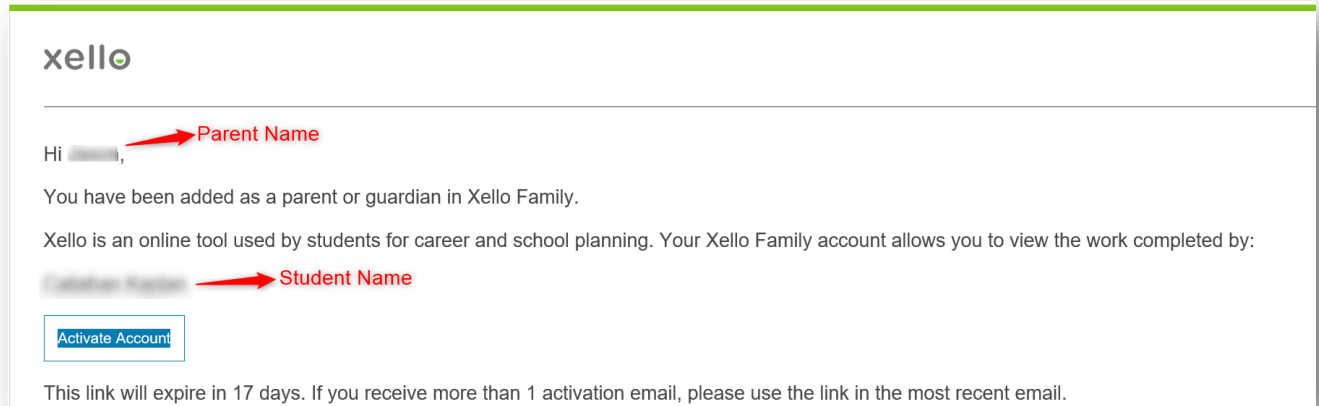 xello
Parent Name
Hi ,
You have been added as a parent or guardian in Xello Family.
Xello is an online tool used by students for career and school planning. Your Xello Family account allows you to view the work completed by:
Student Name
Activate Account
This link will expire in 17 days. If you receive more than 1 activation email, please use the link in the most recent email.